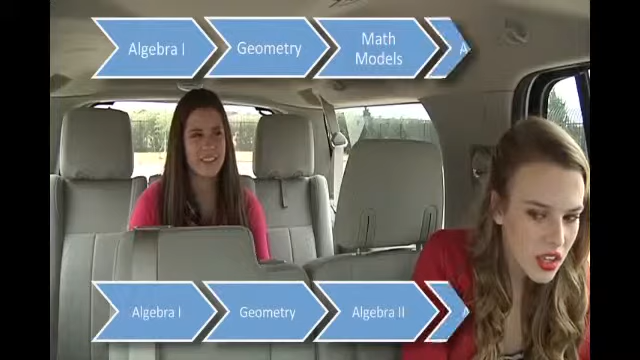 Algebra I
Geometry
Math
Models
A
Algebra I
Geometry
Algebra II
A